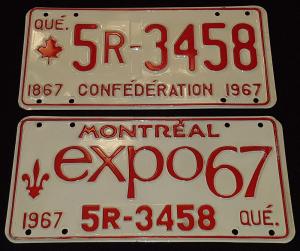 QUÉ.
5R-3458
1867 CONFÉDÉRATION 1967
MONTRÉAL
expo67
1967 5R-3458 QUÉ.